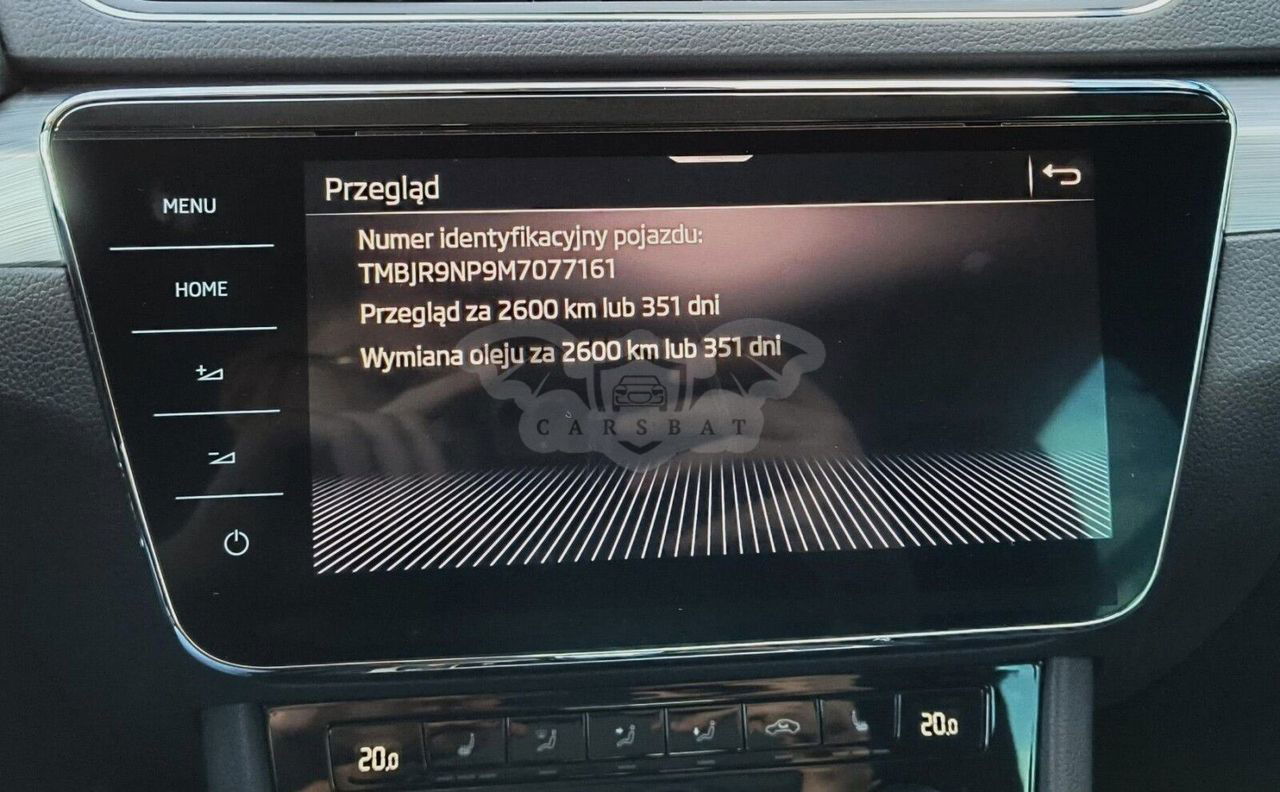 MENU
HOME
Przegląd
Numer identyfikacyjny pojazdu:
TMBJR9NP9M7077161
Przegląd za 2600 km lub 351 dni
Wymiana oleju za 2600 km lub 351 dni
CARSBAT
20,0
20,0